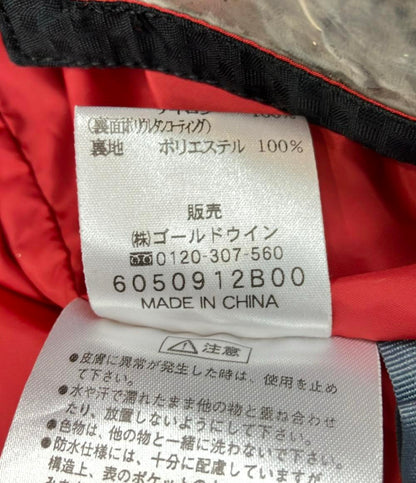 ナイロン 100%
(裏面ポリウレタンコーティング)
裏地 ポリエステル 100%
販売
(株)ゴールドウイン
0120-307-560
6050912B00
MADE IN CHINA
注意
●皮膚に異常が発生した時は、使用を止め
て下さい。
●水や汗で濡れたまま他の物と重ね合わせた
り、放置しないようにして下さい。
●色物は、他の物と一緒に洗わないで下さい。
●防水仕様には、十分に配慮していますが
構造上、表のポケットの